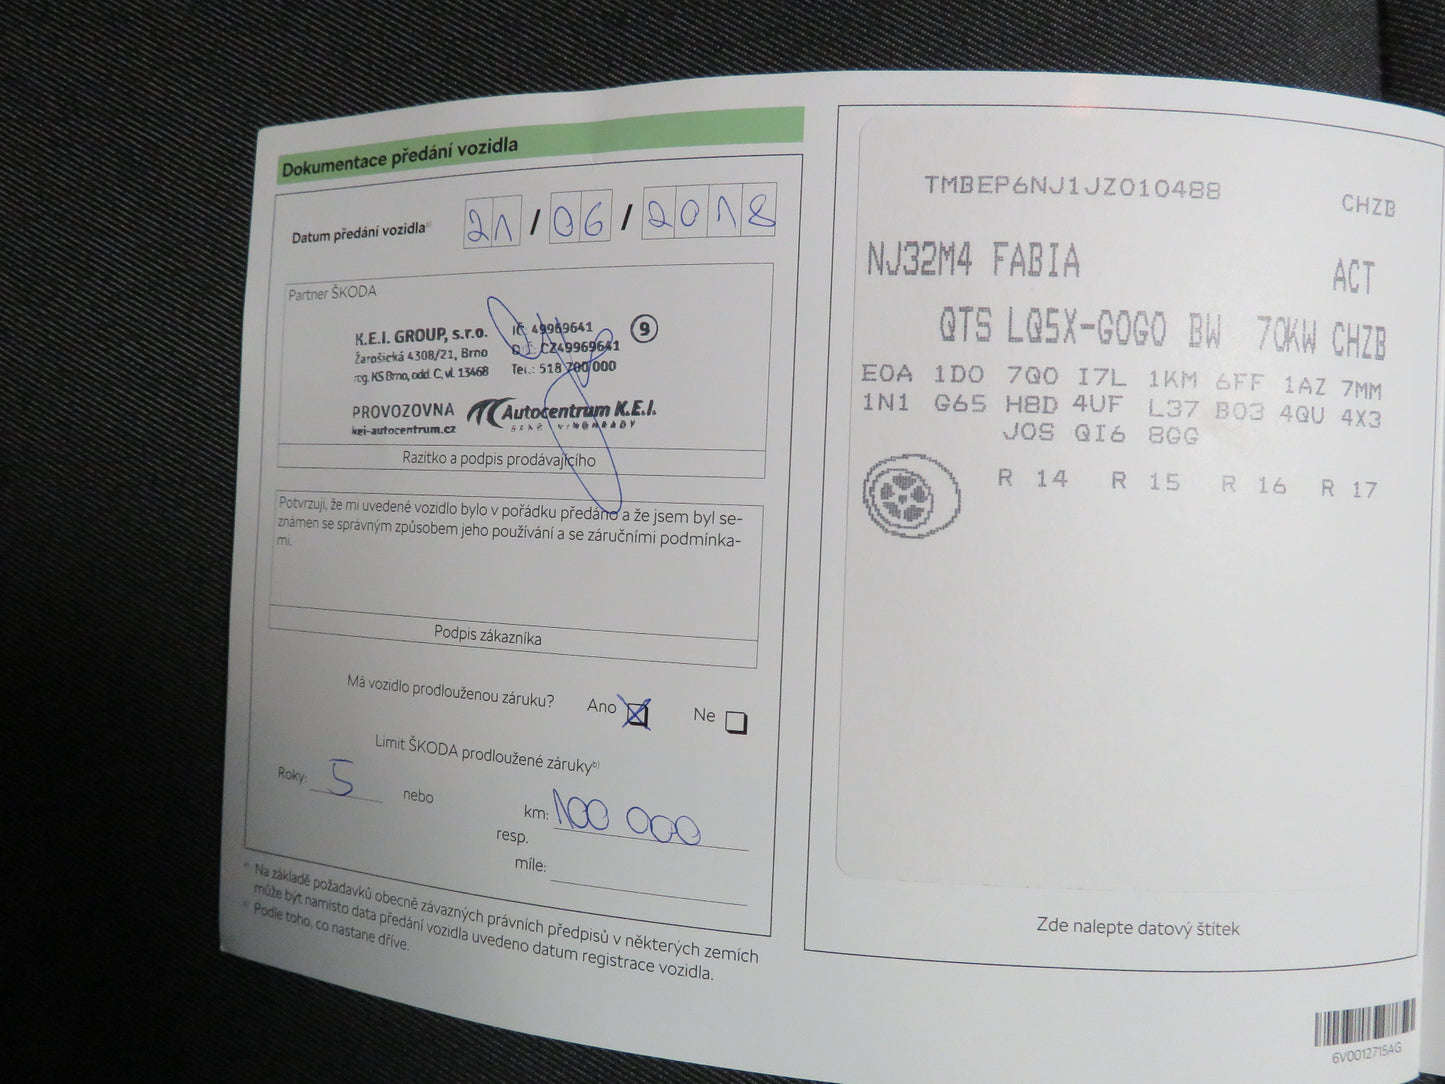 Dokumentace předání vozidla
Datum předání vozidlaᵃ⁾ 21 / 06 / 2018
Partner ŠKODA
K.E.I. GROUP, s.r.o.
Žarošická 4308/21, Brno
reg. KS Brno, odd. C, vl. 13468
IČ: 49969641
CZ49969641
Tel.: 518 700 000
9
PROVOZOVNA
kei-autocentrum.cz
Autocentrum K.E.I.
Razítko a podpis prodávajícího
Potvrzuji, že mi uvedené vozidlo bylo v pořádku předáno a že jsem byl se-
známen se správným způsobem jeho používání a se záručními podmínka-
mi.
Podpis zákazníka
Má vozidlo prodlouženou záruku? Ano Ne
Limit ŠKODA prodloužené zárukyᵇ⁾
Roky: 5 nebo km: 100 000
resp.
míle:
ᵃ⁾ Na základě požadavků obecně závazných právních předpisů v některých zemích
může být namísto data předání vozidla uvedeno datum registrace vozidla.
ᵇ⁾ Podle toho, co nastane dříve.
TMBEP6NJ1JZ010488 CHZB
NJ32M4 FABIA ACT
QTS LQ5X-G0G0 BW 70KW CHZB
E0A 1D0 7Q0 I7L 1KM 6FF 1AZ 7MM
1N1 G65 H8D 4UF L37 B03 4QU 4X3
J0S QI6 8GG
R 14 R 15 R 16 R 17
Zde nalepte datový štítek
6V0012715AG